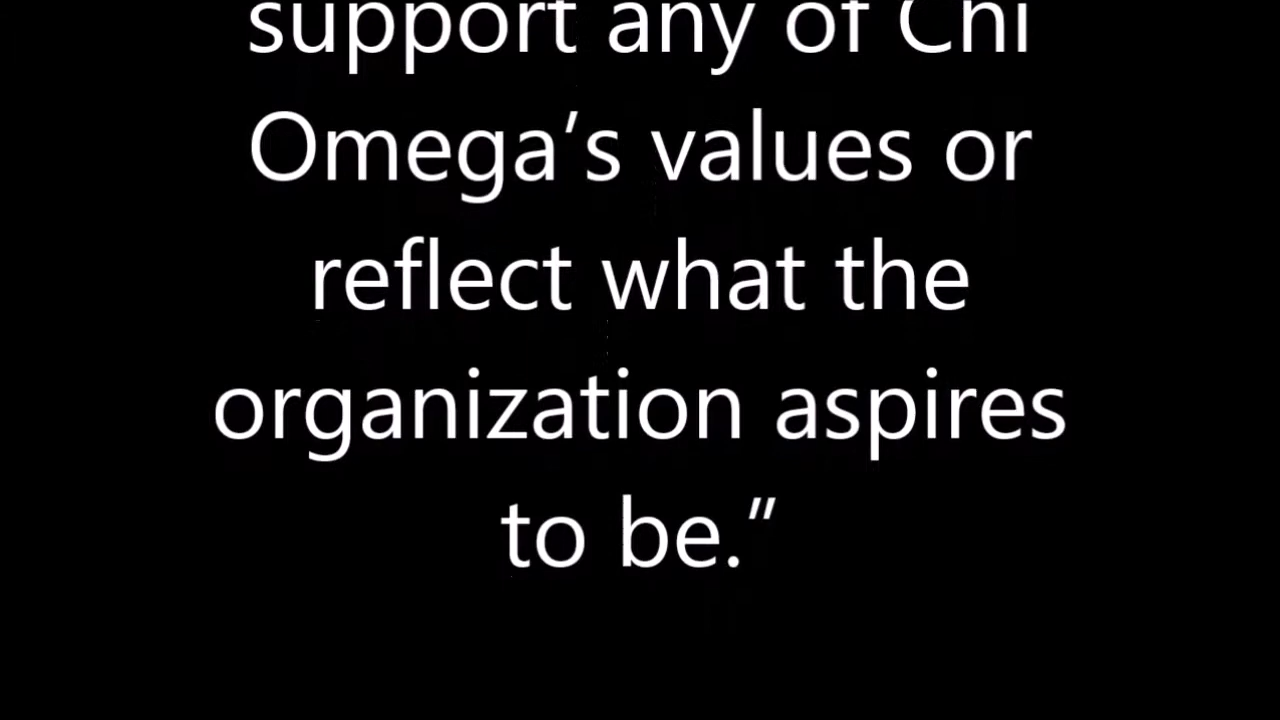 support any of Chi
Omega’s values or
reflect what the
organization aspires
to be.”